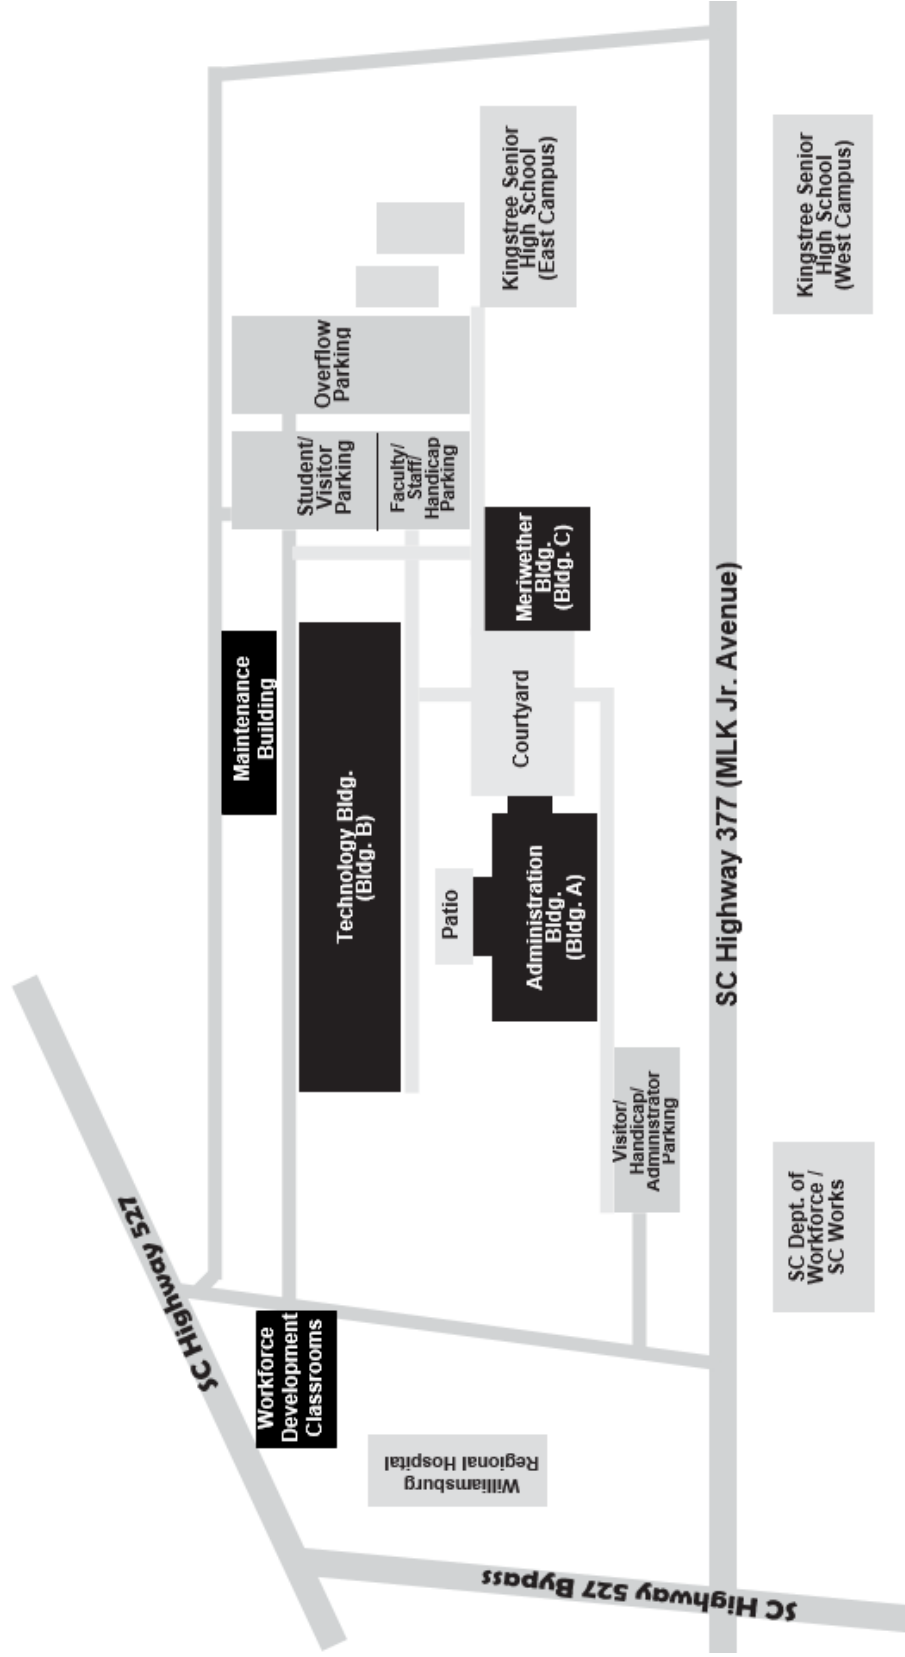 Kingstree Senior
High School
(East Campus)
Kingstree Senior
High School
(West Campus)
Overflow
Parking
Student/
Visitor
Parking
Faculty/
Staff/
Handicap
Parking
Meriwether
Bldg.
(Bldg. C)
Maintenance
Building
Courtyard
Technology Bldg.
(Bldg. B)
Patio
Administration
Bldg.
(Bldg. A)
SC Highway 377 (MLK Jr. Avenue)
Visitor/
Handicap/
Administrator
Parking
SC Dept. of
Workforce /
SC Works
SC Highway 527
Workforce
Development
Classrooms
Williamsburg
Regional Hospital
SC Highway 527 Bypass